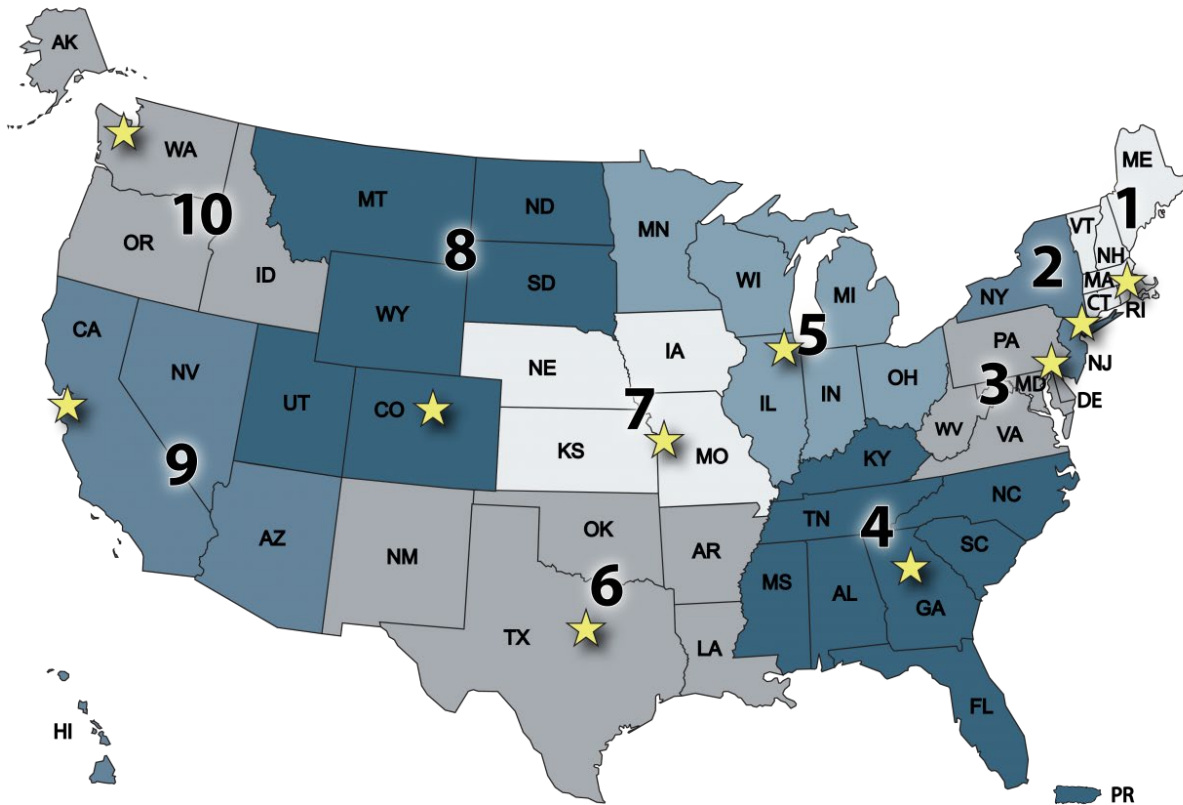 AK
WA
ME
MT
ND
1
10
VT
MN
OR
8
NH
2
WI
ID
MA
SD
MI
NY
CT
RI
WY
CA
5
PA
IA
NJ
NV
NE
OH
3
MD
UT
CO
IN
DE
7
IL
WV
VA
KS
MO
9
KY
NC
TN
4
OK
AZ
SC
NM
AR
6
MS
AL
GA
TX
LA
FL
HI
PR